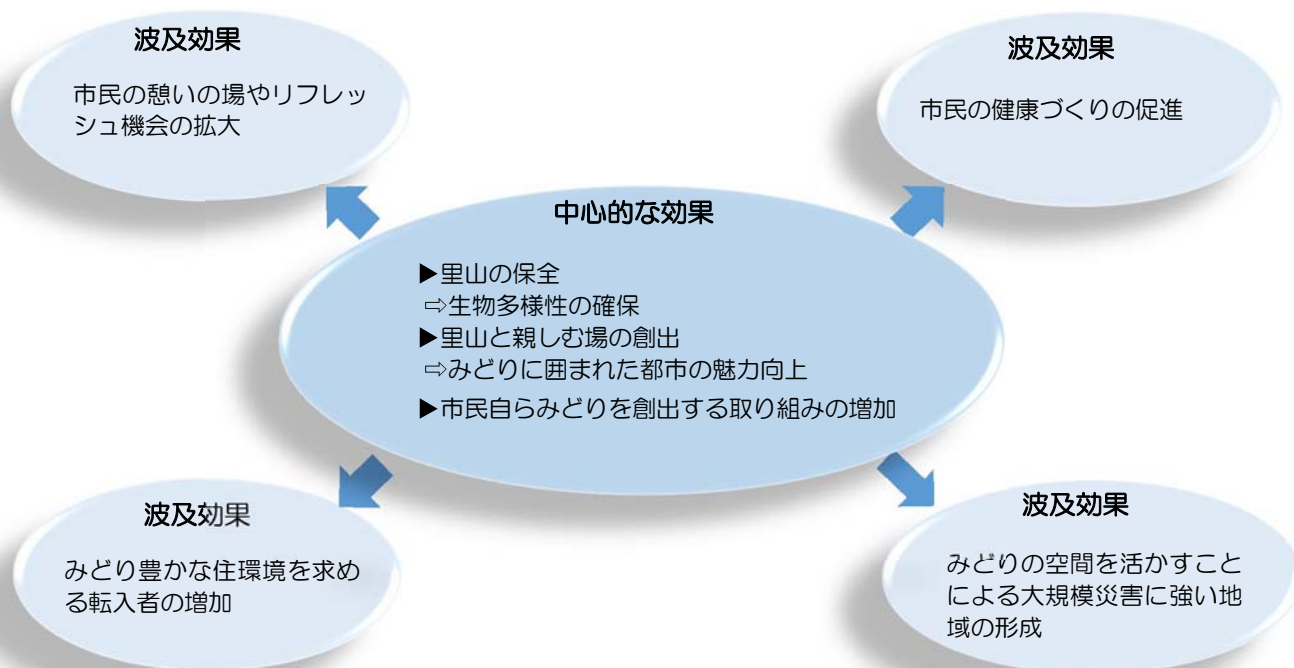 波及効果
市民の憩いの場やリフレッ
シュ機会の拡大
波及効果
市民の健康づくりの促進
中心的な効果
▶里山の保全
⇨生物多様性の確保
▶里山と親しむ場の創出
⇨みどりに囲まれた都市の魅力向上
▶市民自らみどりを創出する取り組みの増加
波及効果
みどり豊かな住環境を求め
る転入者の増加
波及効果
みどりの空間を活かすこと
による大規模災害に強い地
域の形成